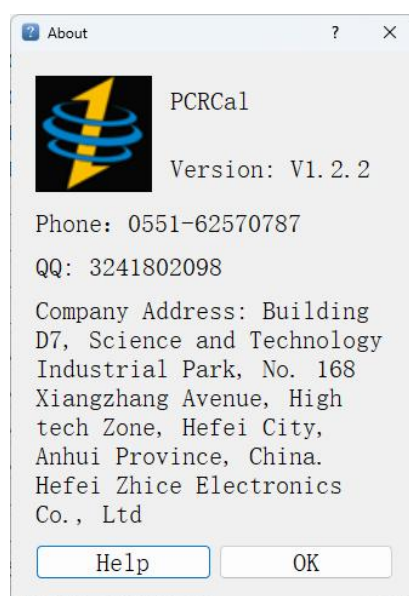 About
PCRCal
Version: V1.2.2
Phone: 0551-62570787
QQ: 3241802098
Company Address: Building
D7, Science and Technology
Industrial Park, No. 168
Xiangzhang Avenue, High
tech Zone, Hefei City,
Anhui Province, China.
Hefei Zhice Electronics
Co., Ltd
Help
OK